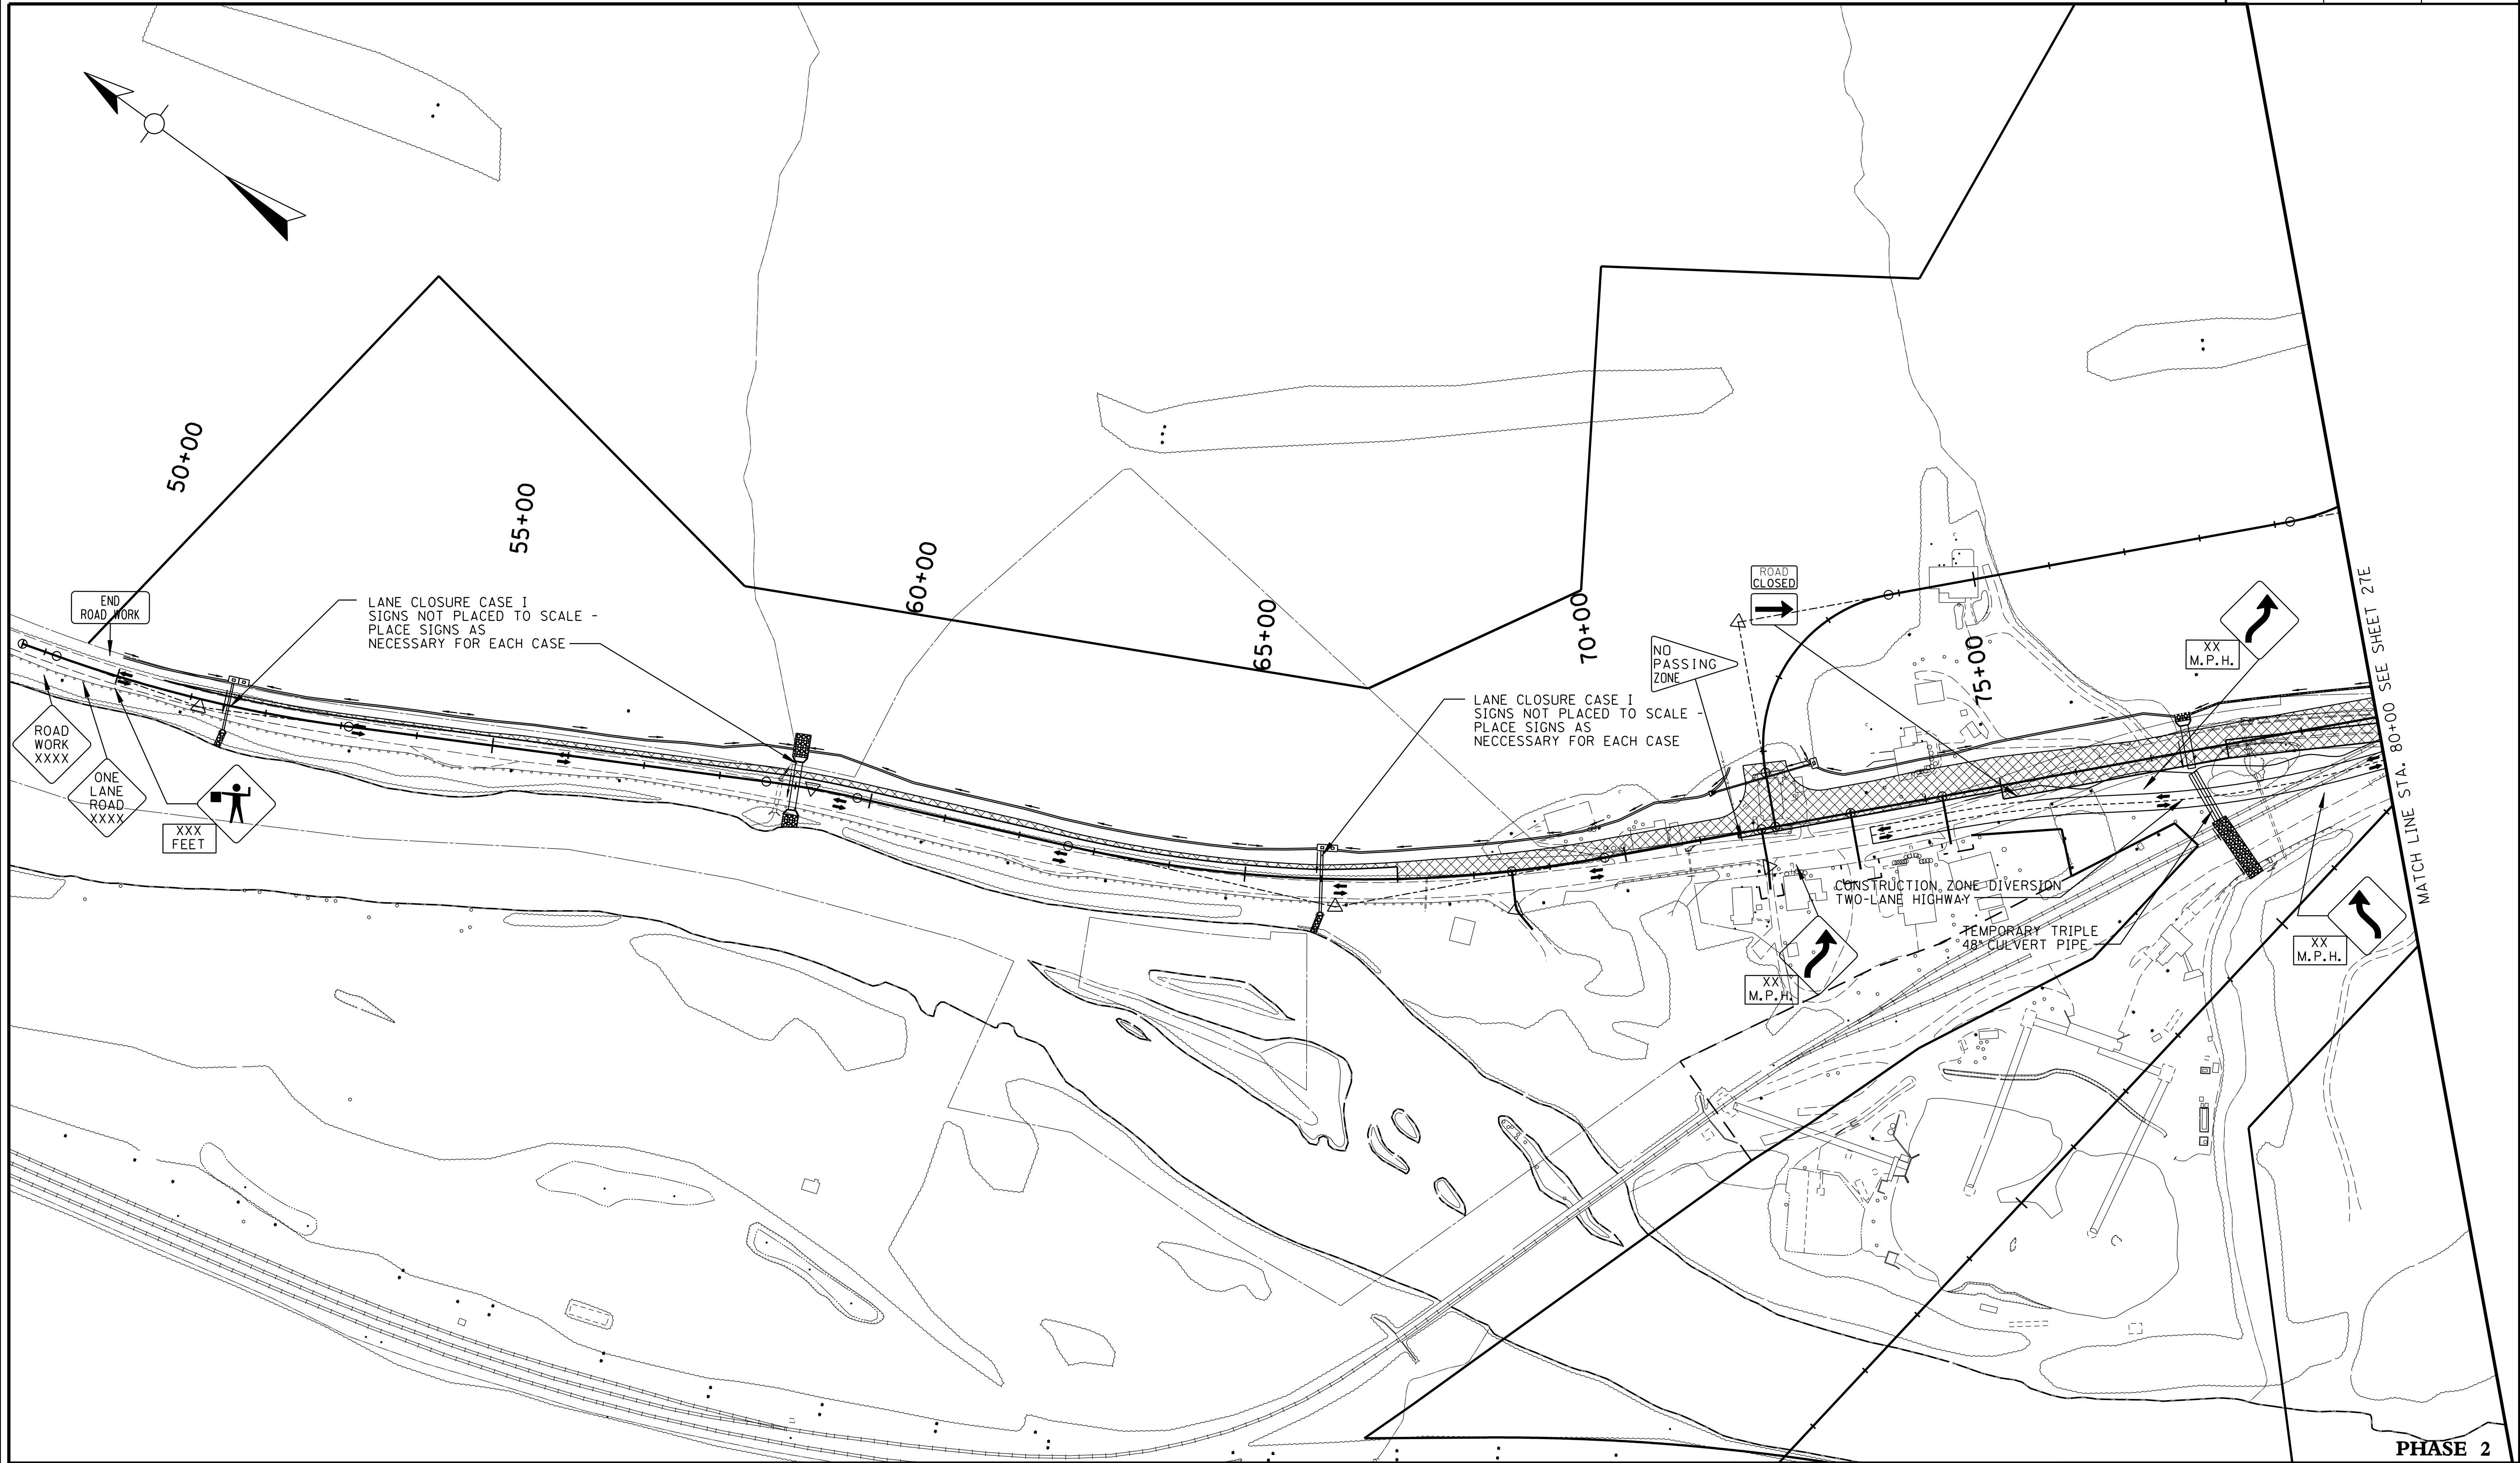 50+00
55+00
60+00
65+00
70+00
75+00
END
ROAD WORK
LANE CLOSURE CASE I
SIGNS NOT PLACED TO SCALE -
PLACE SIGNS AS
NECESSARY FOR EACH CASE
ROAD
WORK
XXXX
ONE
LANE
ROAD
XXXX
XXX
FEET
LANE CLOSURE CASE I
SIGNS NOT PLACED TO SCALE -
PLACE SIGNS AS
NECCESSARY FOR EACH CASE
NO
PASSING
ZONE
ROAD
CLOSED
XX
M.P.H.
CONSTRUCTION ZONE DIVERSION
TWO-LANE HIGHWAY
TEMPORARY TRIPLE
48" CULVERT PIPE
XX
M.P.H.
XX
M.P.H.
MATCH LINE STA. 80+00 SEE SHEET 27E
PHASE 2